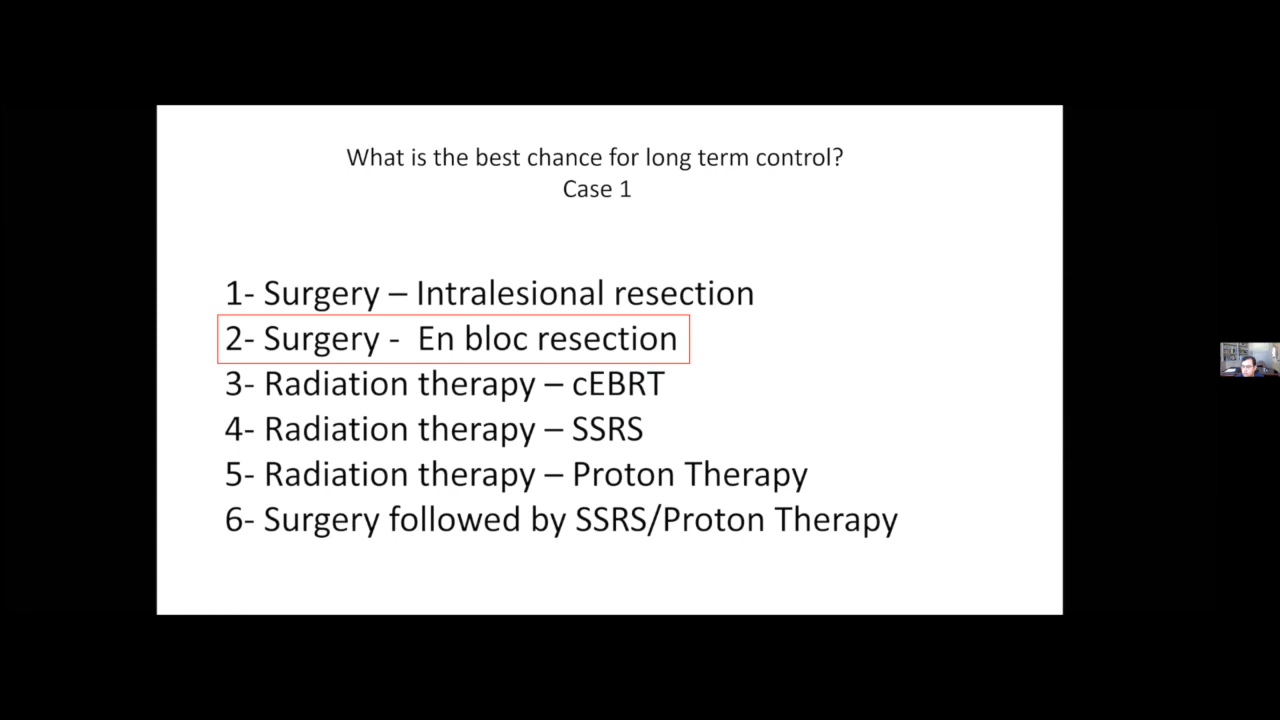 What is the best chance for long term control?
Case 1
1- Surgery – Intralesional resection
2- Surgery -  En bloc resection
3- Radiation therapy – cEBRT
4- Radiation therapy – SSRS
5- Radiation therapy – Proton Therapy
6- Surgery followed by SSRS/Proton Therapy